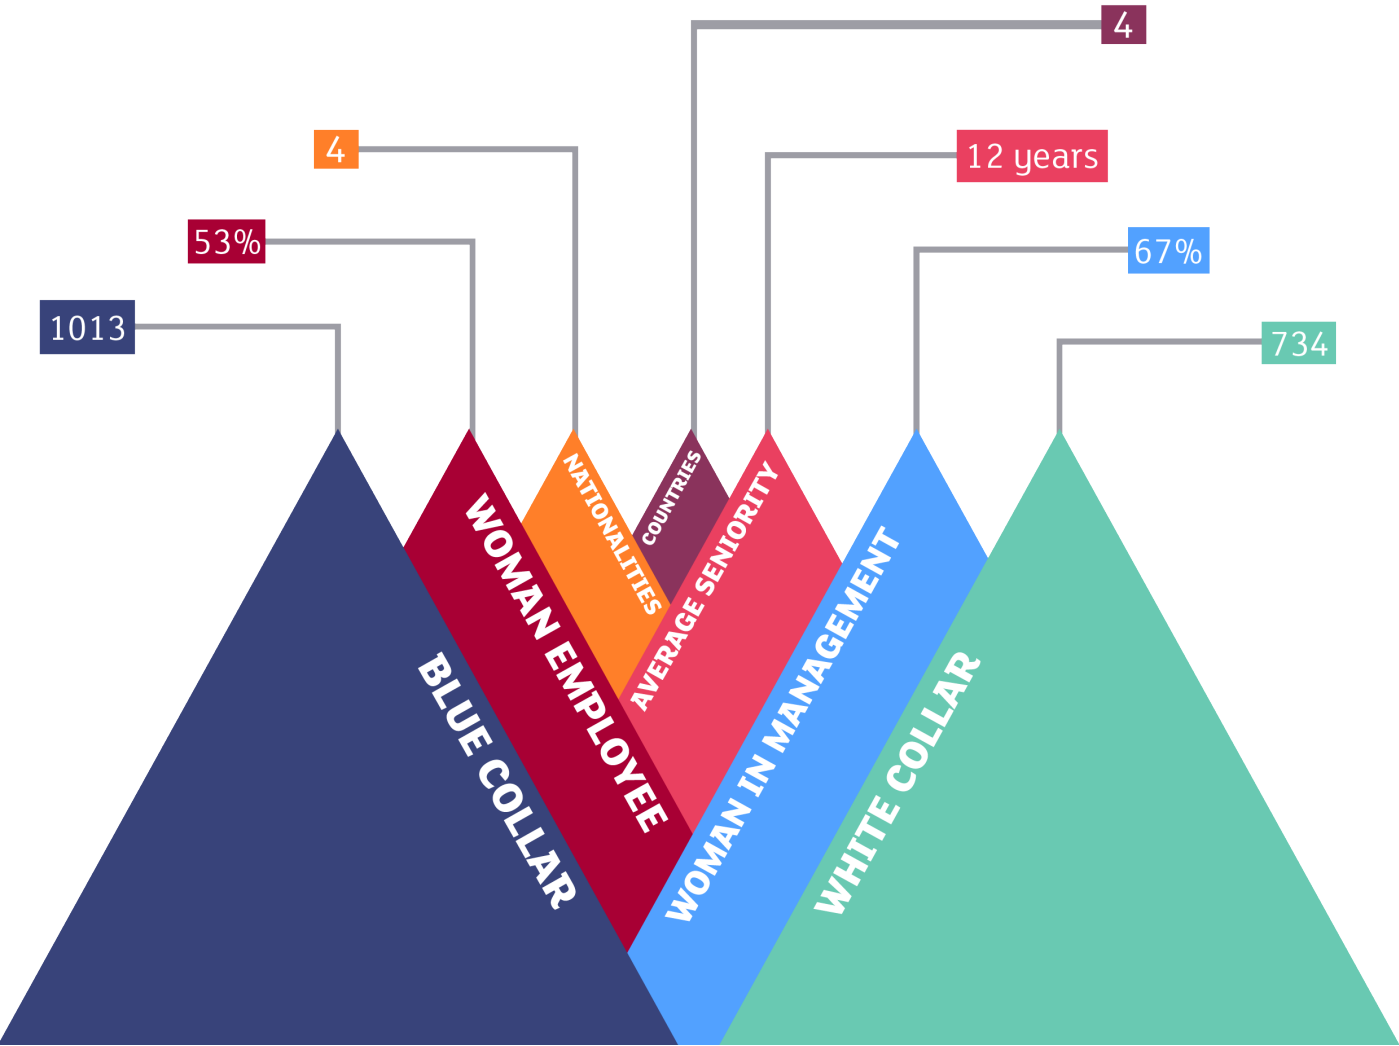 4
4
12 years
53%
67%
1013
734
BLUE COLLAR
WOMAN EMPLOYEE
NATIONALITIES
COUNTRIES
AVERAGE SENIORITY
WOMAN IN MANAGEMENT
WHITE COLLAR